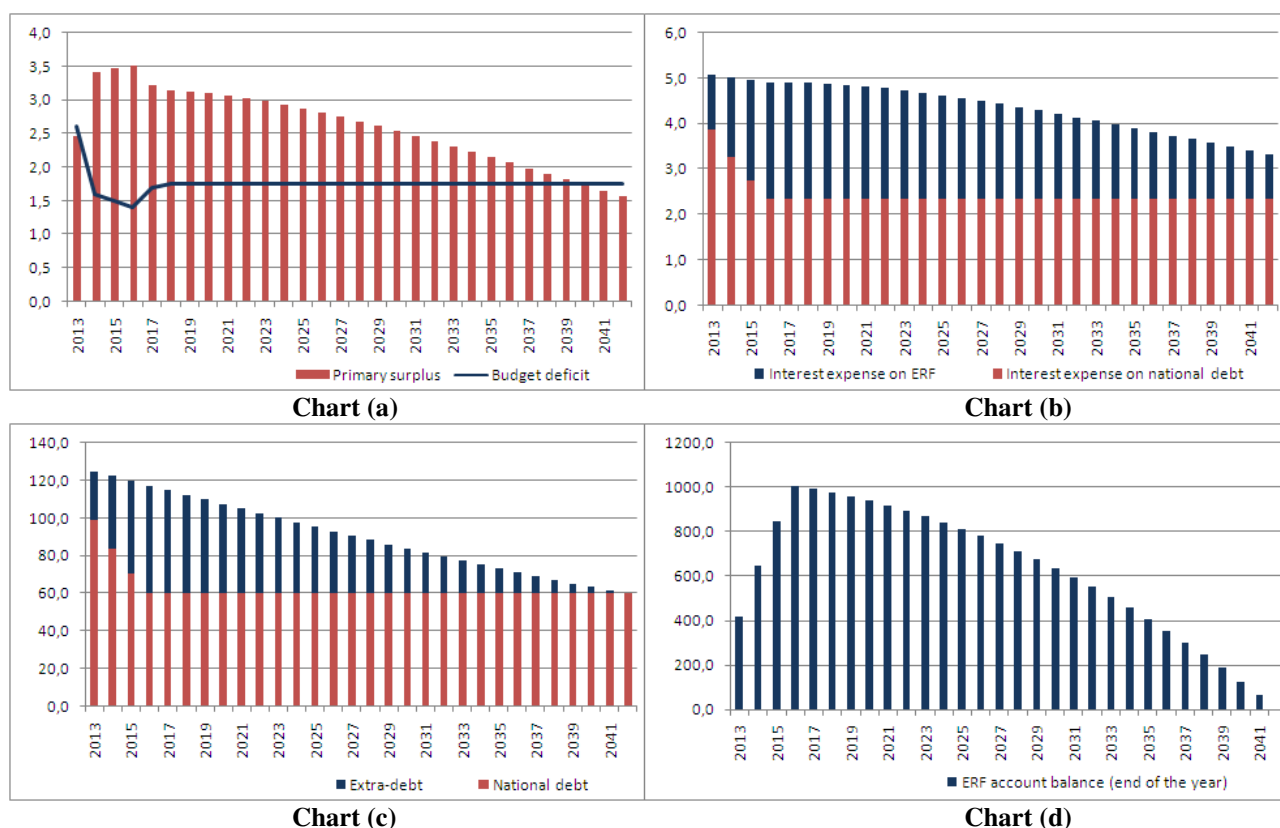 4,0
3,5
3,0
2,5
2,0
1,5
1,0
0,5
0,0
2013 2015 2017 2019 2021 2023 2025 2027 2029 2031 2033 2035 2037 2039 2041
Primary surplus Budget deficit
Chart (a)
6,0
5,0
4,0
3,0
2,0
1,0
0,0
2013 2015 2017 2019 2021 2023 2025 2027 2029 2031 2033 2035 2037 2039 2041
Interest expense on ERF Interest expense on national debt
Chart (b)
140,0
120,0
100,0
80,0
60,0
40,0
20,0
0,0
2013 2015 2017 2019 2021 2023 2025 2027 2029 2031 2033 2035 2037 2039 2041
Extra-debt National debt
Chart (c)
1200,0
1000,0
800,0
600,0
400,0
200,0
0,0
2013 2015 2017 2019 2021 2023 2025 2027 2029 2031 2033 2035 2037 2039 2041
ERF account balance (end of the year)
Chart (d)